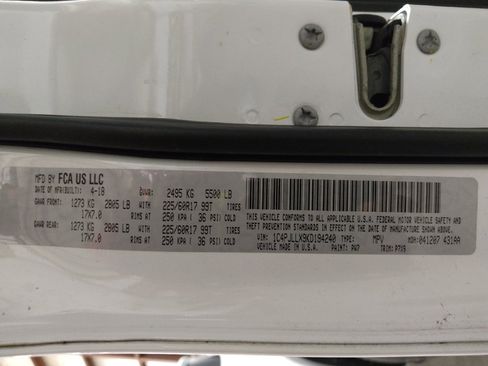 MFD BY FCA US LLC
DATE OF MFR(BUILT): 4-18 GVWR: 2495 KG 5500 LB
GAWR FRONT: 1273 KG 2805 LB WITH 225/60R17 99T TIRES
17X7.0 RIMS AT 250 KPA ( 36 PSI) COLD
GAWR REAR: 1273 KG 2805 LB WITH 225/60R17 99T TIRES
17X7.0 RIMS AT 250 KPA ( 36 PSI) COLD
THIS VEHICLE CONFORMS TO ALL APPLICABLE U.S.A. FEDERAL MOTOR VEHICLE SAFETY AND
THEFT PREVENTION STANDARDS IN EFFECT ON THE DATE OF MANUFACTURE SHOWN ABOVE.
VIN: 1C4PJLLX9KD194240 TYPE: MPV MDH: 041207 431AA
VEHICLE MADE IN U.S.A. PAINT: PW7 TRIM: